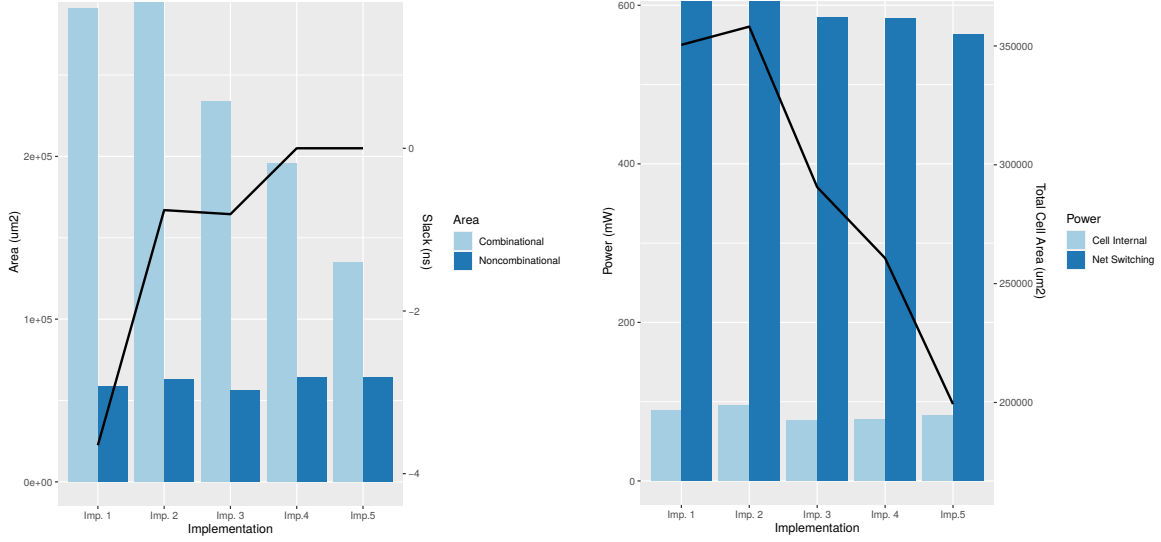 Area (um2)
2e+05
1e+05
0e+00
Imp. 1
Imp. 2
Imp. 3
Imp.4
Imp.5
Implementation
0
−2
−4
Slack (ns)
Area
Combinational
Noncombinational
Power (mW)
600
400
200
0
Imp. 1
Imp. 2
Imp. 3
Imp. 4
Imp.5
Implementation
350000
300000
250000
200000
Total Cell Area (um2)
Power
Cell Internal
Net Switching